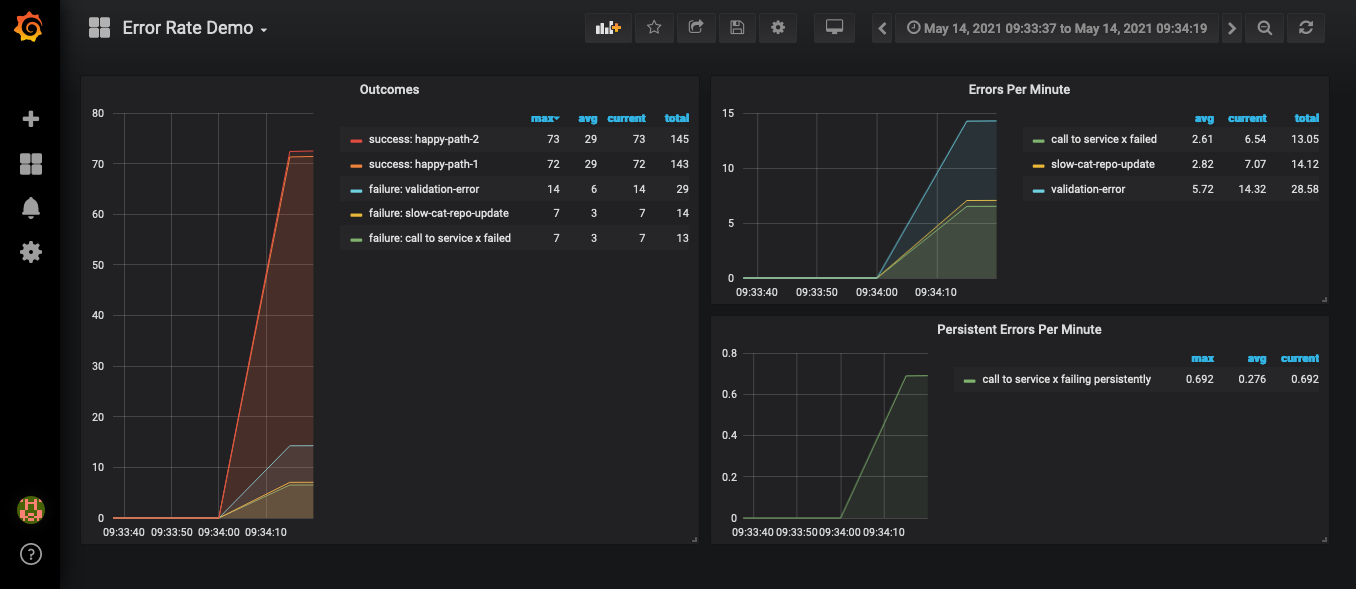 Error Rate Demo
May 14, 2021 09:33:37 to May 14, 2021 09:34:19
Outcomes
80
70
60
50
40
30
20
10
0
09:33:40 09:33:50 09:34:00 09:34:10
max avg current total
success: happy-path-2 73 29 73 145
success: happy-path-1 72 29 72 143
failure: validation-error 14 6 14 29
failure: slow-cat-repo-update 7 3 7 14
failure: call to service x failed 7 3 7 13
Errors Per Minute
15
10
5
0
09:33:40 09:33:50 09:34:00 09:34:10
avg current total
call to service x failed 2.61 6.54 13.05
slow-cat-repo-update 2.82 7.07 14.12
validation-error 5.72 14.32 28.58
Persistent Errors Per Minute
0.8
0.6
0.4
0.2
0
09:33:40 09:33:50 09:34:00 09:34:10
max avg current
call to service x failing persistently 0.692 0.276 0.692
?